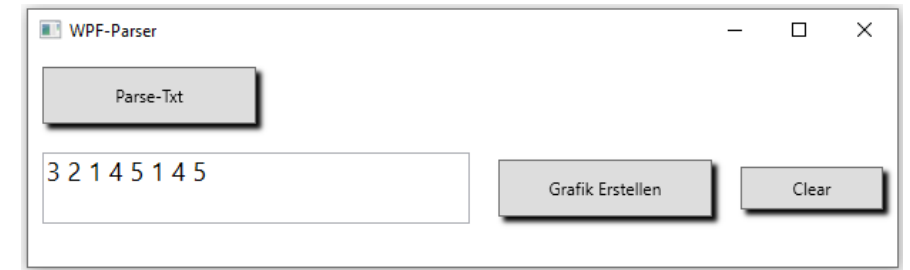 WPF-Parser
Parse-Txt
3 2 1 4 5 1 4 5
Grafik Erstellen
Clear